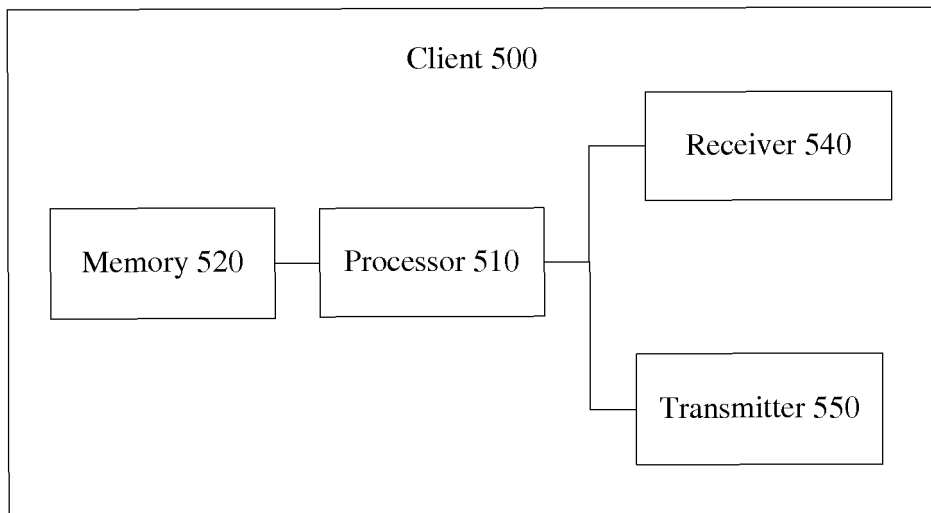 Client 500
Receiver 540
Memory 520
Processor 510
Transmitter 550